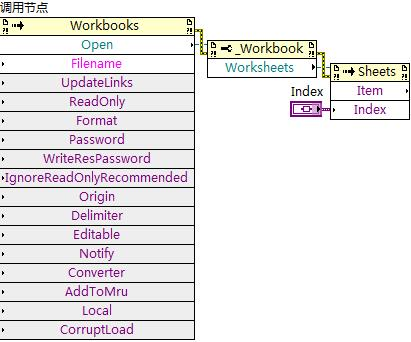 调用节点
Workbooks
Open
Filename
UpdateLinks
ReadOnly
Format
Password
WriteResPassword
IgnoreReadOnlyRecommended
Origin
Delimiter
Editable
Notify
Converter
AddToMru
Local
CorruptLoad
_Workbook
Worksheets
Index
Sheets
Item
Index